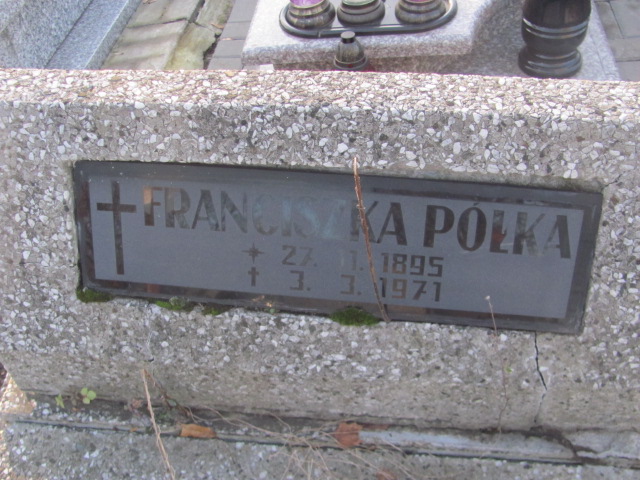 FRANCISZKA PÓŁKA
* 27. 11. 1895
† 3. 3. 1971